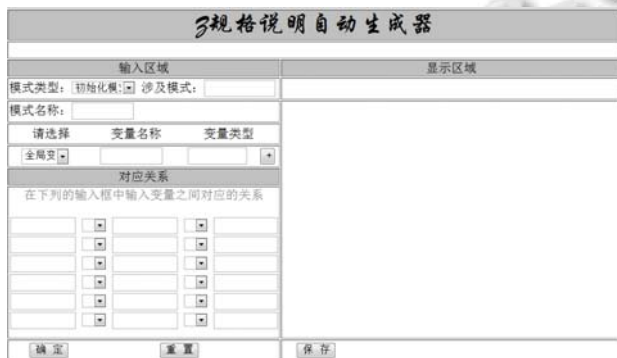 Z规格说明自动生成器
输入区域
显示区域
模式类型：
初始化模
涉及模式：
模式名称：
请选择 变量名称 变量类型
全局变
+
对应关系
在下列的输入框中输入变量之间对应的关系
确 定
重 置
保 存